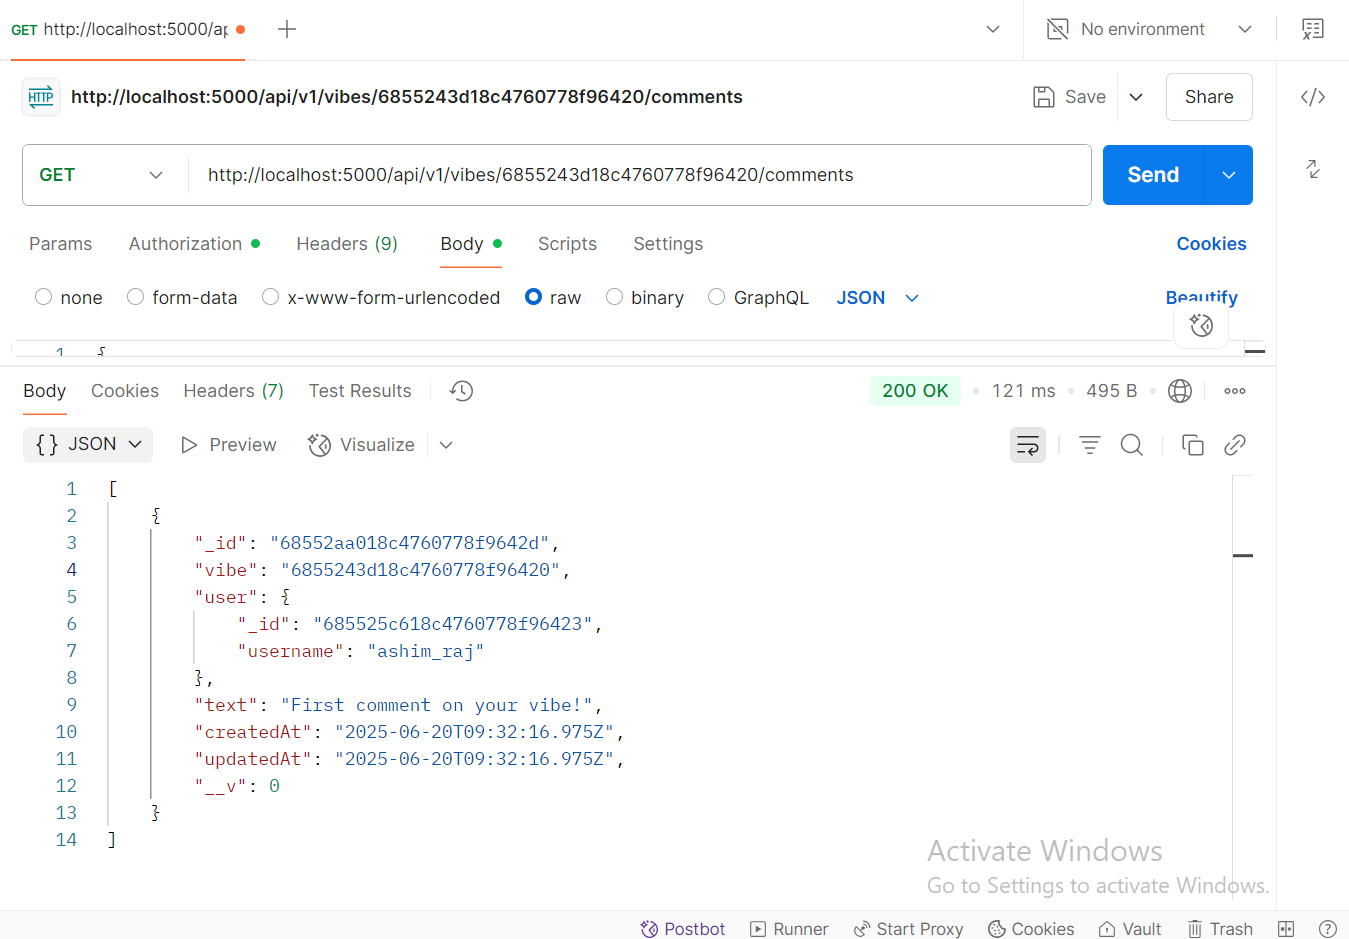 GET http://localhost:5000/ap
No environment
HTTP http://localhost:5000/api/v1/vibes/6855243d18c4760778f96420/comments
Save
Share
GET http://localhost:5000/api/v1/vibes/6855243d18c4760778f96420/comments
Send
Params Authorization Headers (9) Body Scripts Settings Cookies
none form-data x-www-form-urlencoded raw binary GraphQL JSON Beautify
1 {
Body Cookies Headers (7) Test Results 200 OK 121 ms 495 B
{} JSON Preview Visualize
1 [
2 {
3 "_id": "68552aa018c4760778f9642d",
4 "vibe": "6855243d18c4760778f96420",
5 "user": {
6 "_id": "685525c618c4760778f96423",
7 "username": "ashim_raj"
8 },
9 "text": "First comment on your vibe!",
10 "createdAt": "2025-06-20T09:32:16.975Z",
11 "updatedAt": "2025-06-20T09:32:16.975Z",
12 "__v": 0
13 }
14 ]
Activate Windows
Go to Settings to activate Windows.
Postbot Runner Start Proxy Cookies Vault Trash